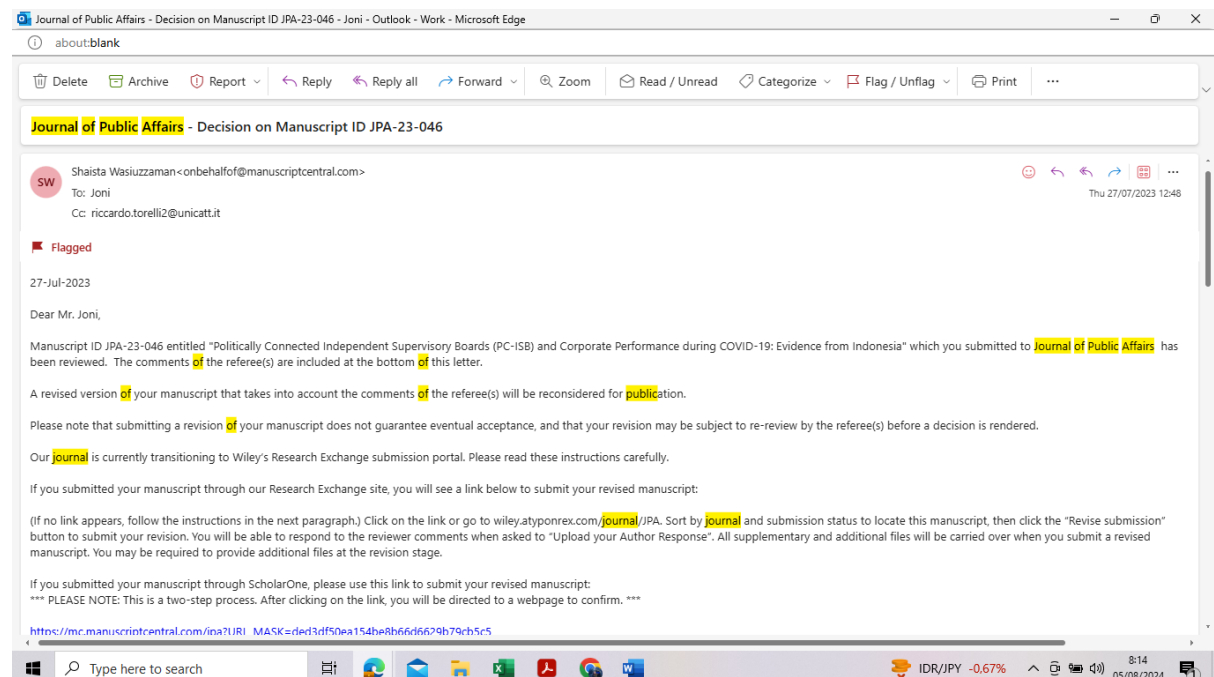 Journal of Public Affairs - Decision on Manuscript ID JPA-23-046 - Joni - Outlook - Work - Microsoft Edge
about:blank
Delete Archive Report Reply Reply all Forward Zoom Read / Unread Categorize Flag / Unflag Print ...
Journal of Public Affairs - Decision on Manuscript ID JPA-23-046
SW
Shaista Wasiuzzaman<onbehalfof@manuscriptcentral.com>
To: Joni
Thu 27/07/2023 12:48
Cc: riccardo.torelli2@unicatt.it
Flagged
27-Jul-2023
Dear Mr. Joni,
Manuscript ID JPA-23-046 entitled "Politically Connected Independent Supervisory Boards (PC-ISB) and Corporate Performance during COVID-19: Evidence from Indonesia" which you submitted to Journal of Public Affairs has
been reviewed. The comments of the referee(s) are included at the bottom of this letter.
A revised version of your manuscript that takes into account the comments of the referee(s) will be reconsidered for publication.
Please note that submitting a revision of your manuscript does not guarantee eventual acceptance, and that your revision may be subject to re-review by the referee(s) before a decision is rendered.
Our journal is currently transitioning to Wiley's Research Exchange submission portal. Please read these instructions carefully.
If you submitted your manuscript through our Research Exchange site, you will see a link below to submit your revised manuscript:
(If no link appears, follow the instructions in the next paragraph.) Click on the link or go to wiley.atyponrex.com/journal/JPA. Sort by journal and submission status to locate this manuscript, then click the "Revise submission"
button to submit your revision. You will be able to respond to the reviewer comments when asked to "Upload your Author Response". All supplementary and additional files will be carried over when you submit a revised
manuscript. You may be required to provide additional files at the revision stage.
If you submitted your manuscript through ScholarOne, please use this link to submit your revised manuscript:
*** PLEASE NOTE: This is a two-step process. After clicking on the link, you will be directed to a webpage to confirm. ***
https://mc.manuscriptcentral.com/jpa?URL_MASK=ded3df50ea154be8b66d6629b79cb5c5
Type here to search
IDR/JPY -0,67%
8:14
05/08/2024